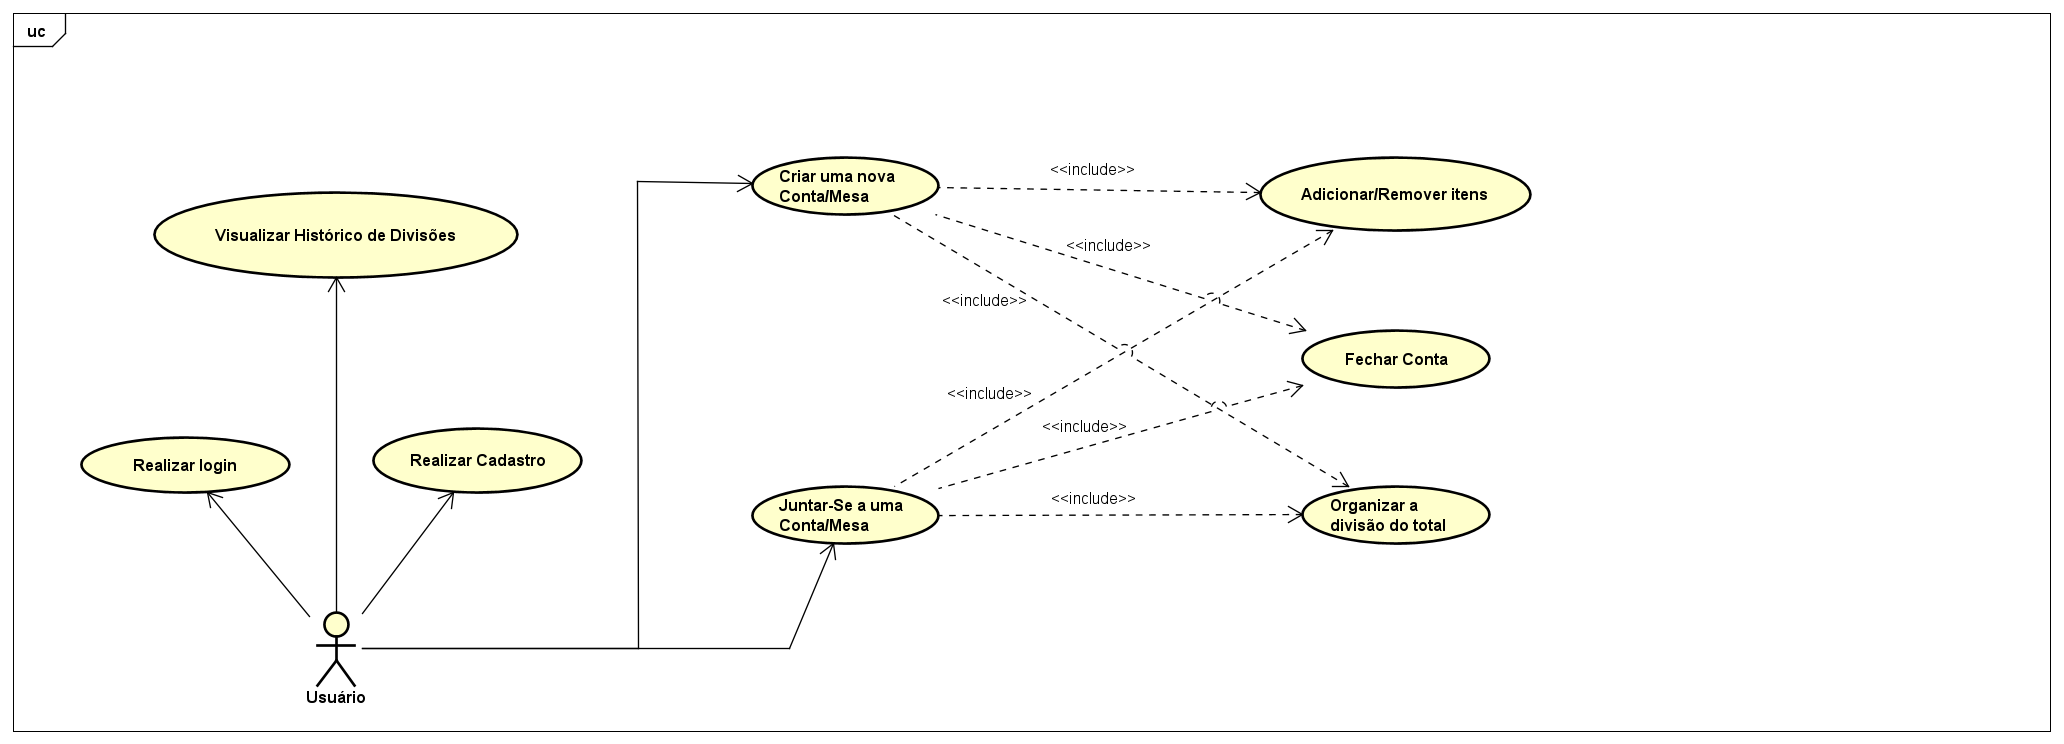 uc
Criar uma nova
Conta/Mesa
<<include>>
Adicionar/Remover itens
Visualizar Histórico de Divisões
<<include>>
<<include>>
Fechar Conta
<<include>>
<<include>>
Realizar login
Realizar Cadastro
Juntar-Se a uma
Conta/Mesa
<<include>>
Organizar a
divisão do total
Usuário